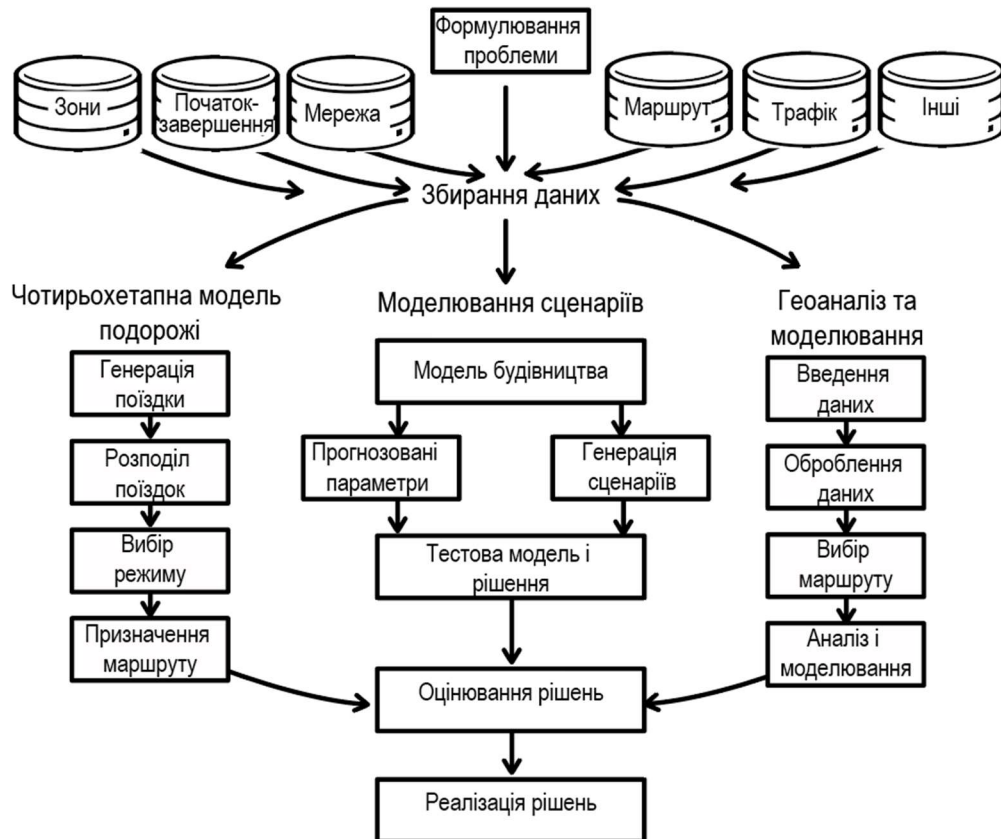 Формулювання
проблеми
Зони
Початок-
завершення
Мережа
Маршрут
Трафік
Інші
Збирання даних
Чотирьохетапна модель
подорожі
Генерація
поїздки
Розподіл
поїздок
Вибір
режиму
Призначення
маршруту
Моделювання сценаріїв
Модель будівництва
Прогнозовані
параметри
Генерація
сценаріїв
Тестова модель і
рішення
Геоаналіз та
моделювання
Введення
даних
Оброблення
даних
Вибір
маршруту
Аналіз і
моделювання
Оцінювання рішень
Реалізація рішень